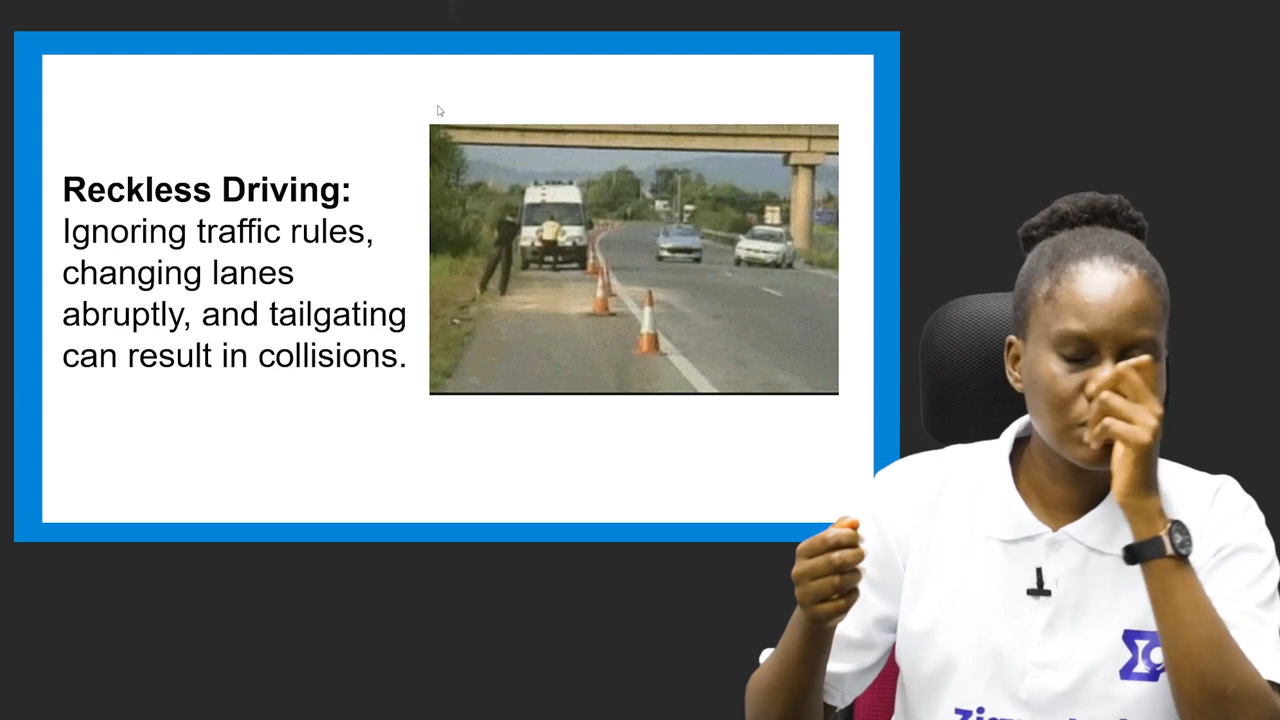 Reckless Driving:
Ignoring traffic rules,
changing lanes
abruptly, and tailgating
can result in collisions.